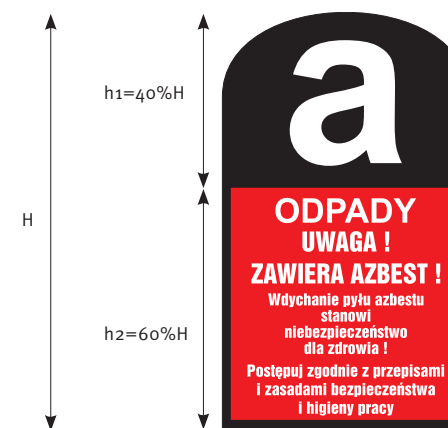 h1=40%H
H
h2=60%H
a
ODPADY
UWAGA !
ZAWIERA AZBEST !
Wdychanie pyłu azbestu
stanowi
niebezpieczeństwo
dla zdrowia !
Postępuj zgodnie z przepisami
i zasadami bezpieczeństwa
i higieny pracy